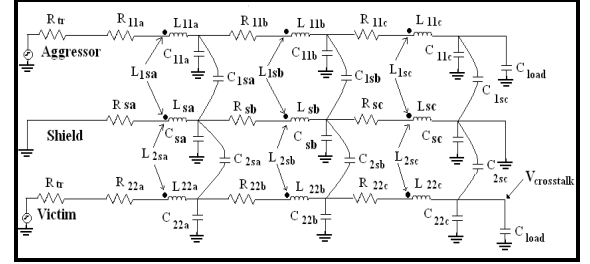 Rtr R11a L11a R11b L11b R11c L11c
Aggressor C11a C11b C11c
L1sa C1sa L1sb C1sb L1sc C1sc Cload
Rsa Lsa Rsb Lsb Rsc Lsc
Shield Csa Csb Csc
L2sa C2sa L2sb C2sb L2sc C2sc
Rtr R22a L22a R22b L22b R22c L22c Vcrosstalk
Victim C22a C22b C22c Cload